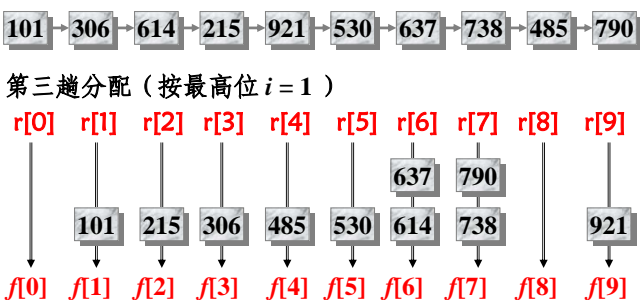 101 306 614 215 921 530 637 738 485 790
第三趟分配（按最高位 i = 1 ）
r[0] r[1] r[2] r[3] r[4] r[5] r[6] r[7] r[8] r[9]
637 790
101 215 306 485 530 614 738 921
f[0] f[1] f[2] f[3] f[4] f[5] f[6] f[7] f[8] f[9]